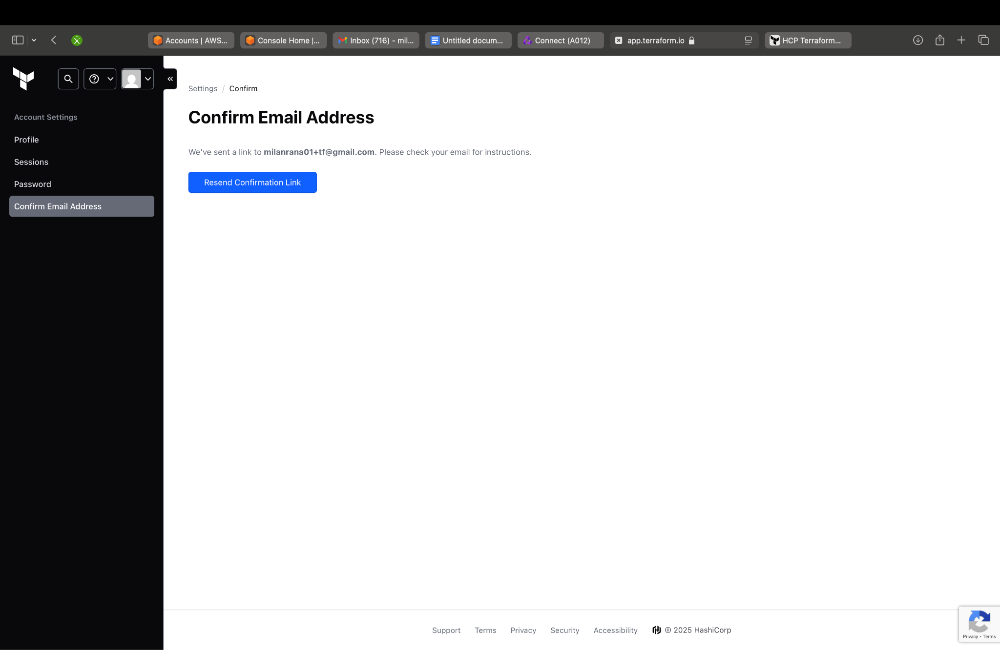 Accounts | AWS...
Console Home |...
Inbox (716) - mil...
Untitled docum...
Connect (A012)
app.terraform.io
HCP Terraform...
Settings / Confirm
Confirm Email Address
Account Settings
Profile
Sessions
Password
Confirm Email Address
We've sent a link to milanrana01+tf@gmail.com. Please check your email for instructions.
Resend Confirmation Link
Support
Terms
Privacy
Security
Accessibility
© 2025 HashiCorp
Privacy - Terms